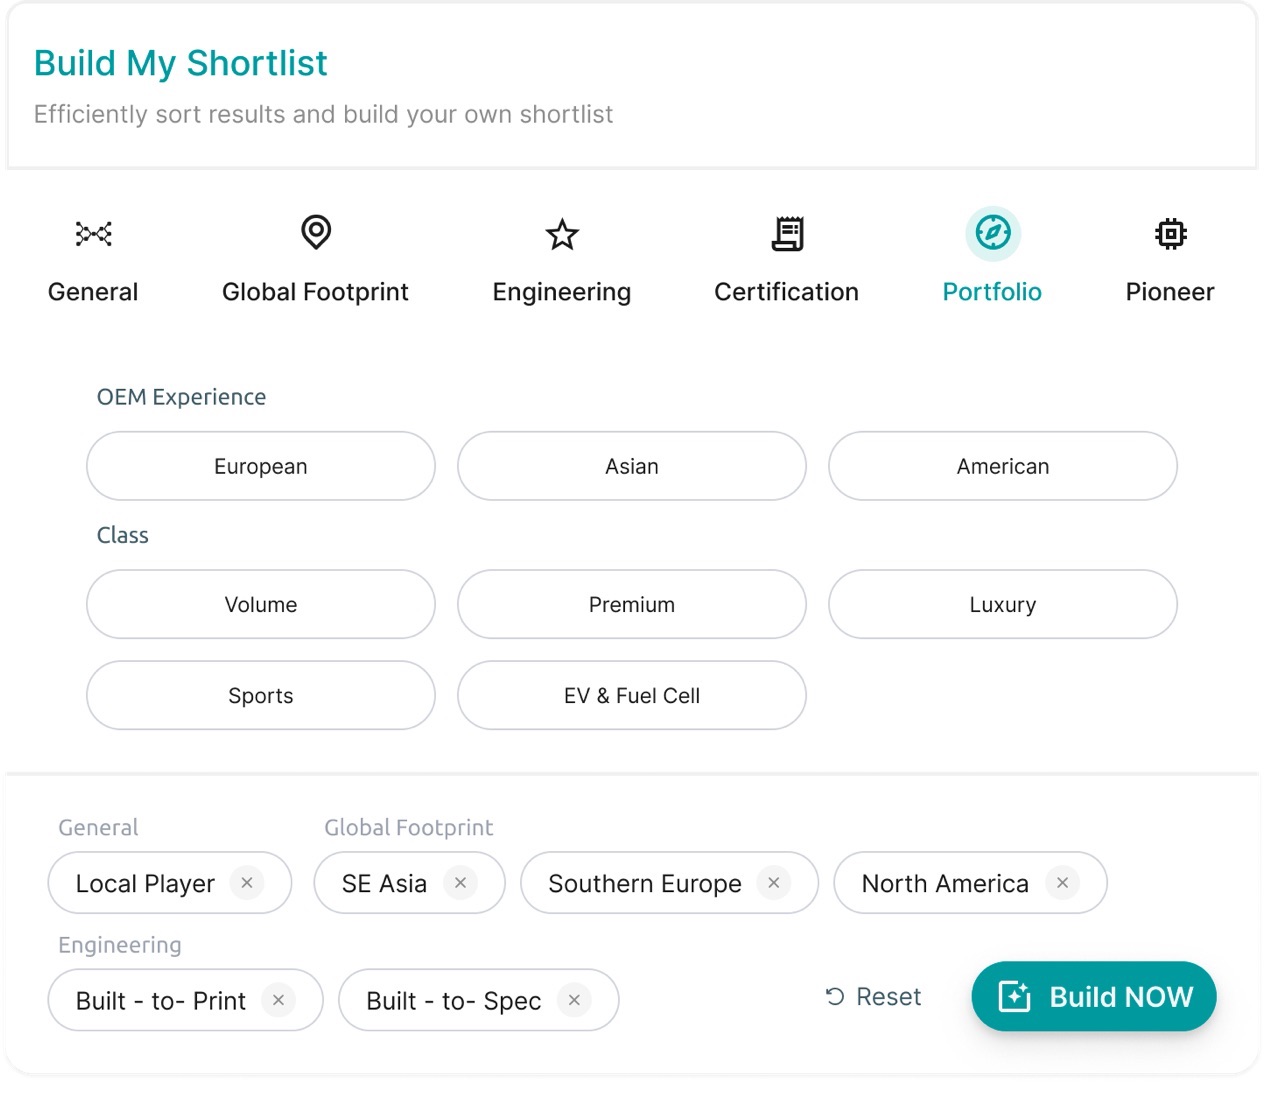 Build My Shortlist
Efficiently sort results and build your own shortlist
General Global Footprint Engineering Certification Portfolio Pioneer
OEM Experience
European Asian American
Class
Volume Premium Luxury
Sports EV & Fuel Cell
General Global Footprint
Local Player × SE Asia × Southern Europe × North America ×
Engineering
Built - to- Print × Built - to- Spec × Reset Build NOW